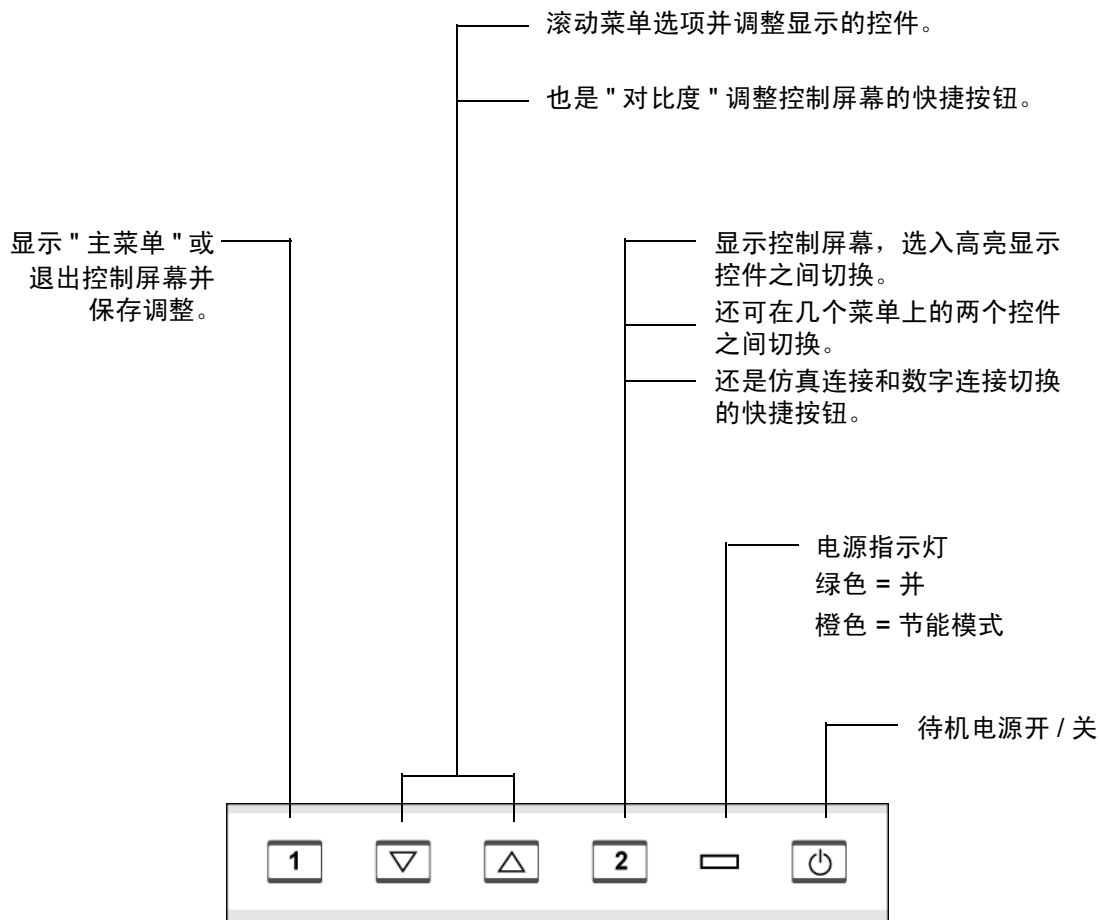 滚动菜单选项并调整显示的控件。
也是 " 对比度 " 调整控制屏幕的快捷按钮。
显示 " 主菜单 " 或
退出控制屏幕并
保存调整。
显示控制屏幕，选入高亮显示
控件之间切换。
还可在几个菜单上的两个控件
之间切换。
还是仿真连接和数字连接切换
的快捷按钮。
电源指示灯
绿色 = 并
橙色 = 节能模式
待机电源开 / 关
1
2